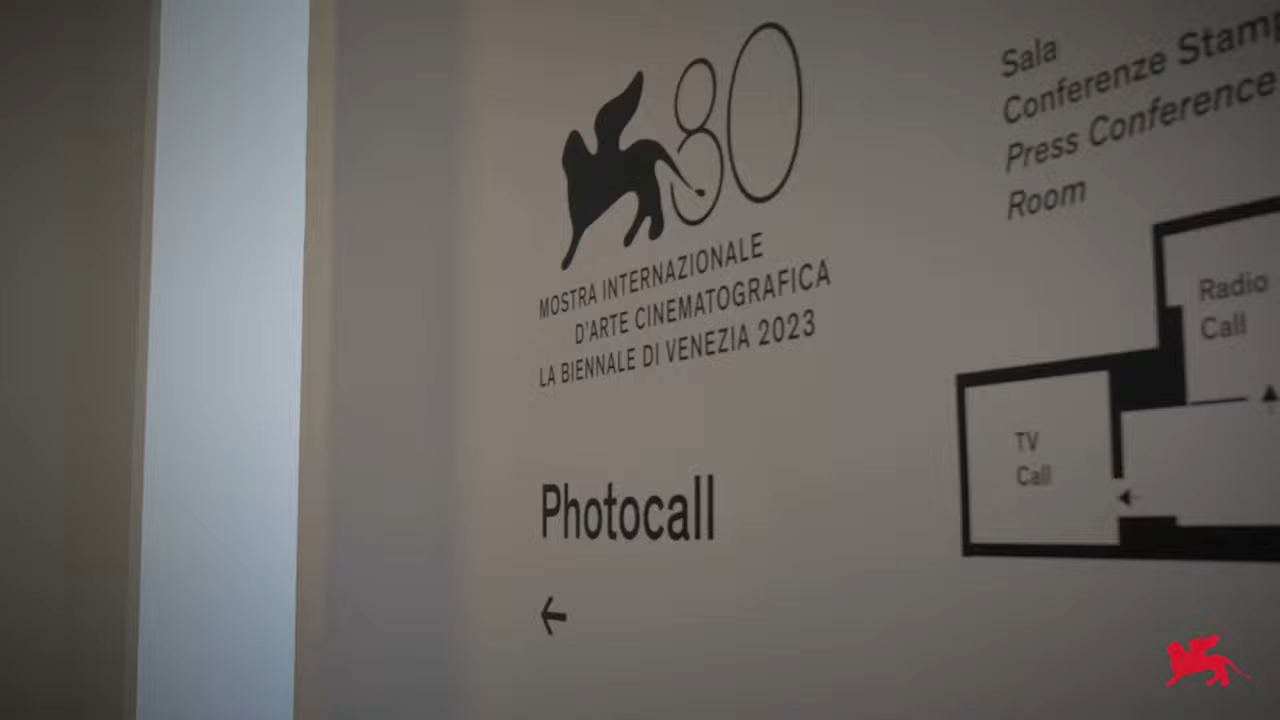 80
MOSTRA INTERNAZIONALE
D'ARTE CINEMATOGRAFICA
LA BIENNALE DI VENEZIA 2023
Photocall
Sala
Conferenze
Press Conference
Room
Radio
Call
TV
Call